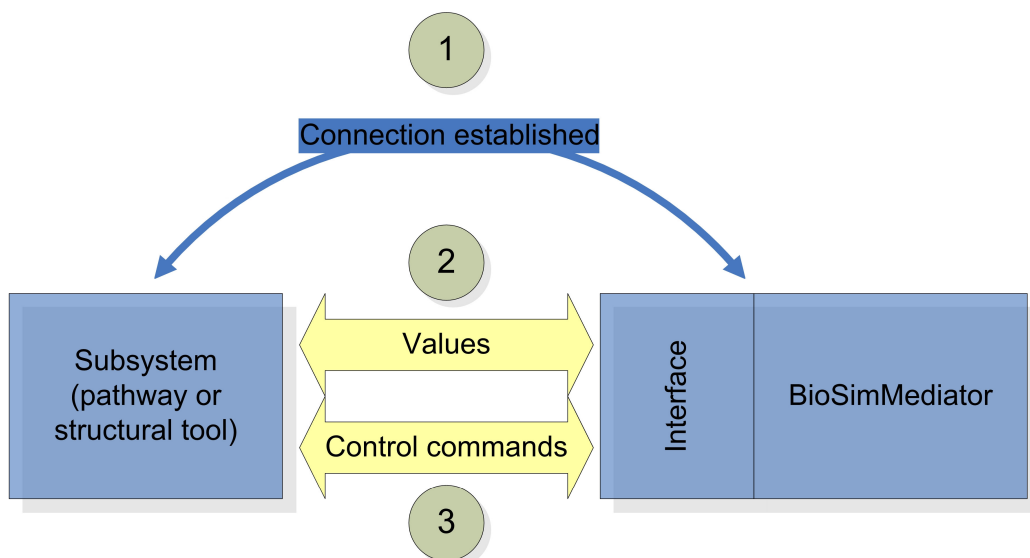 1
Connection established
2
Values
Subsystem
(pathway or
structural tool)
Interface
BioSimMediator
Control commands
3